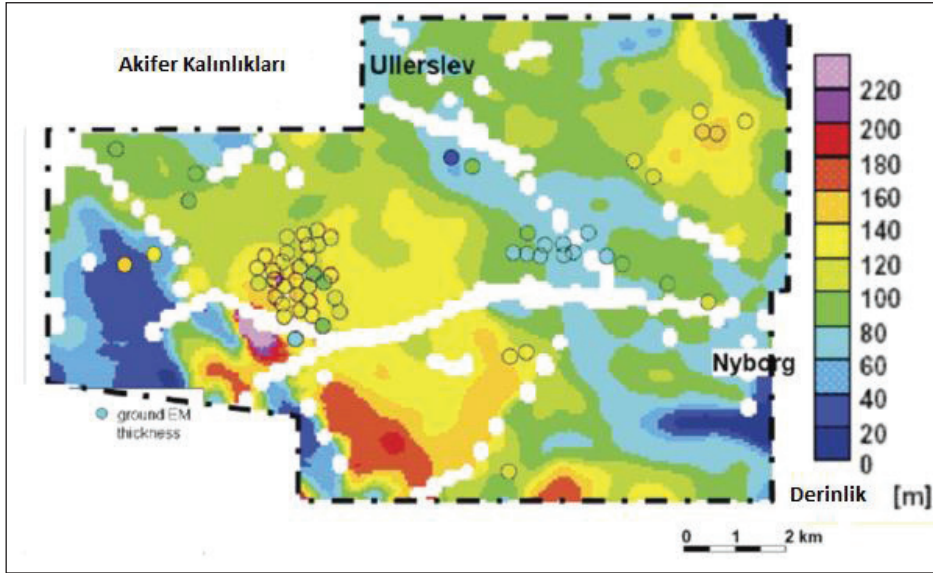 Akifer Kalınlıkları
Ullerslev
220
200
180
160
140
120
100
80
60
40
20
0
Nyborg
ground EM
thickness
Derinlik [m]
0 1 2 km